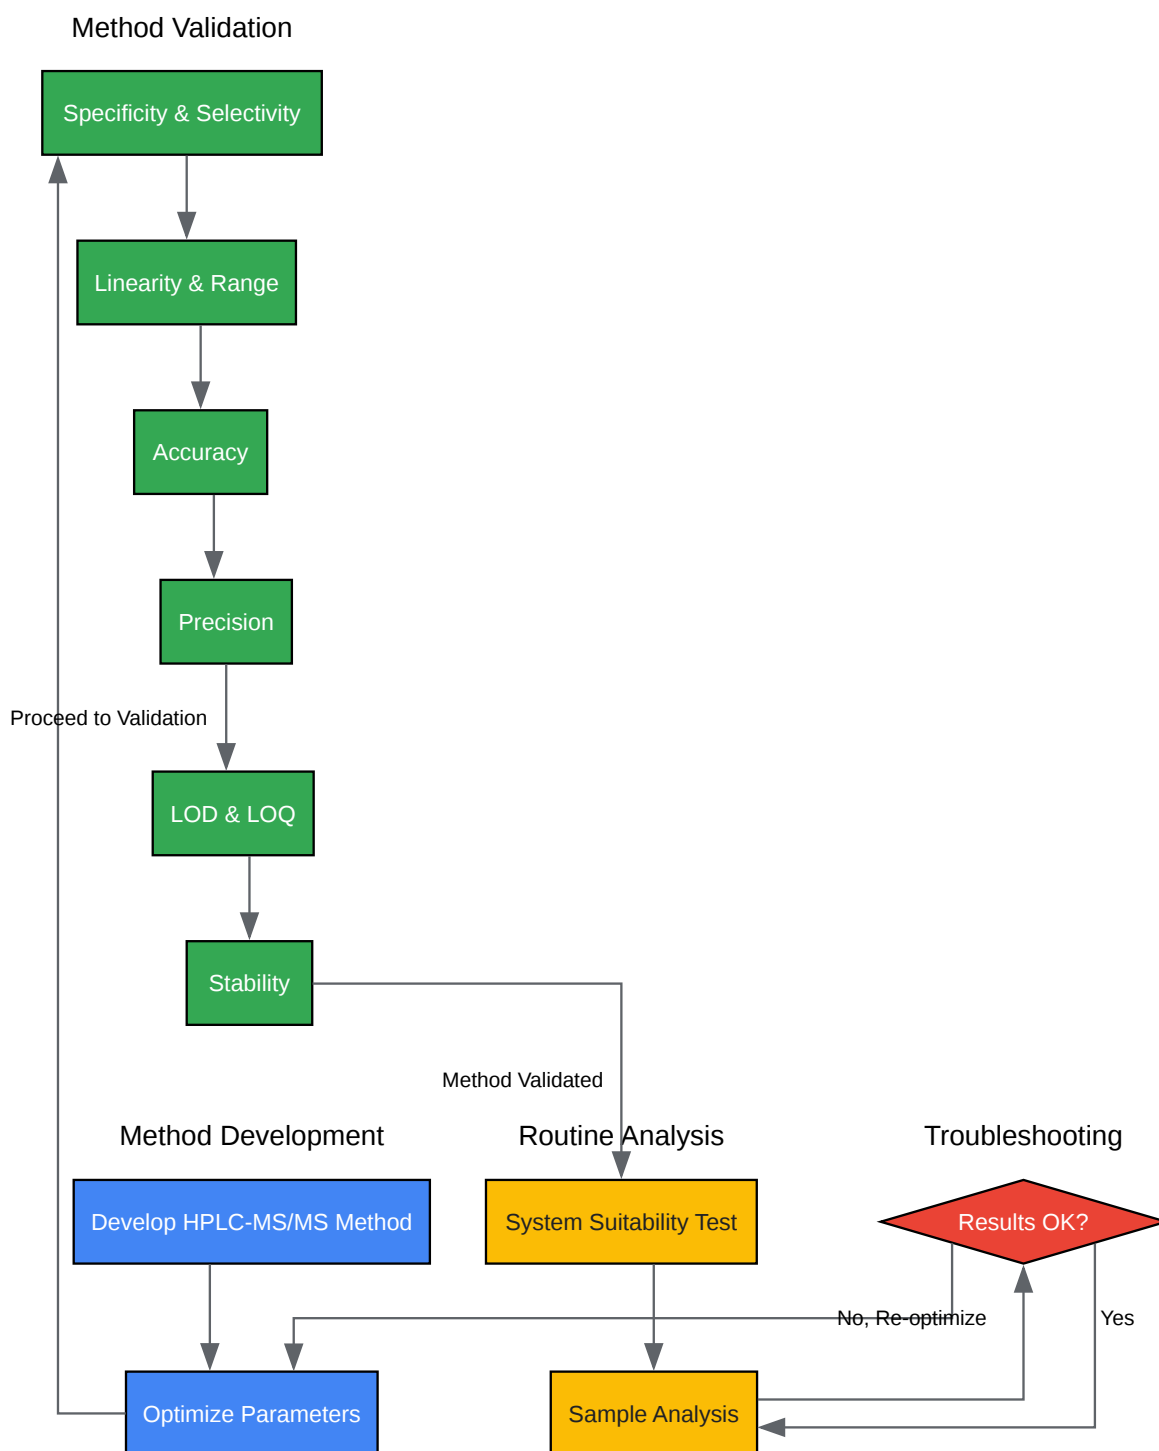 Method Validation
Specificity & Selectivity
Linearity & Range
Accuracy
Precision
Proceed to Validation
LOD & LOQ
Stability
Method Validated
Method Development
Routine Analysis
Troubleshooting
Develop HPLC-MS/MS Method
System Suitability Test
Results OK?
No, Re-optimize
Yes
Optimize Parameters
Sample Analysis